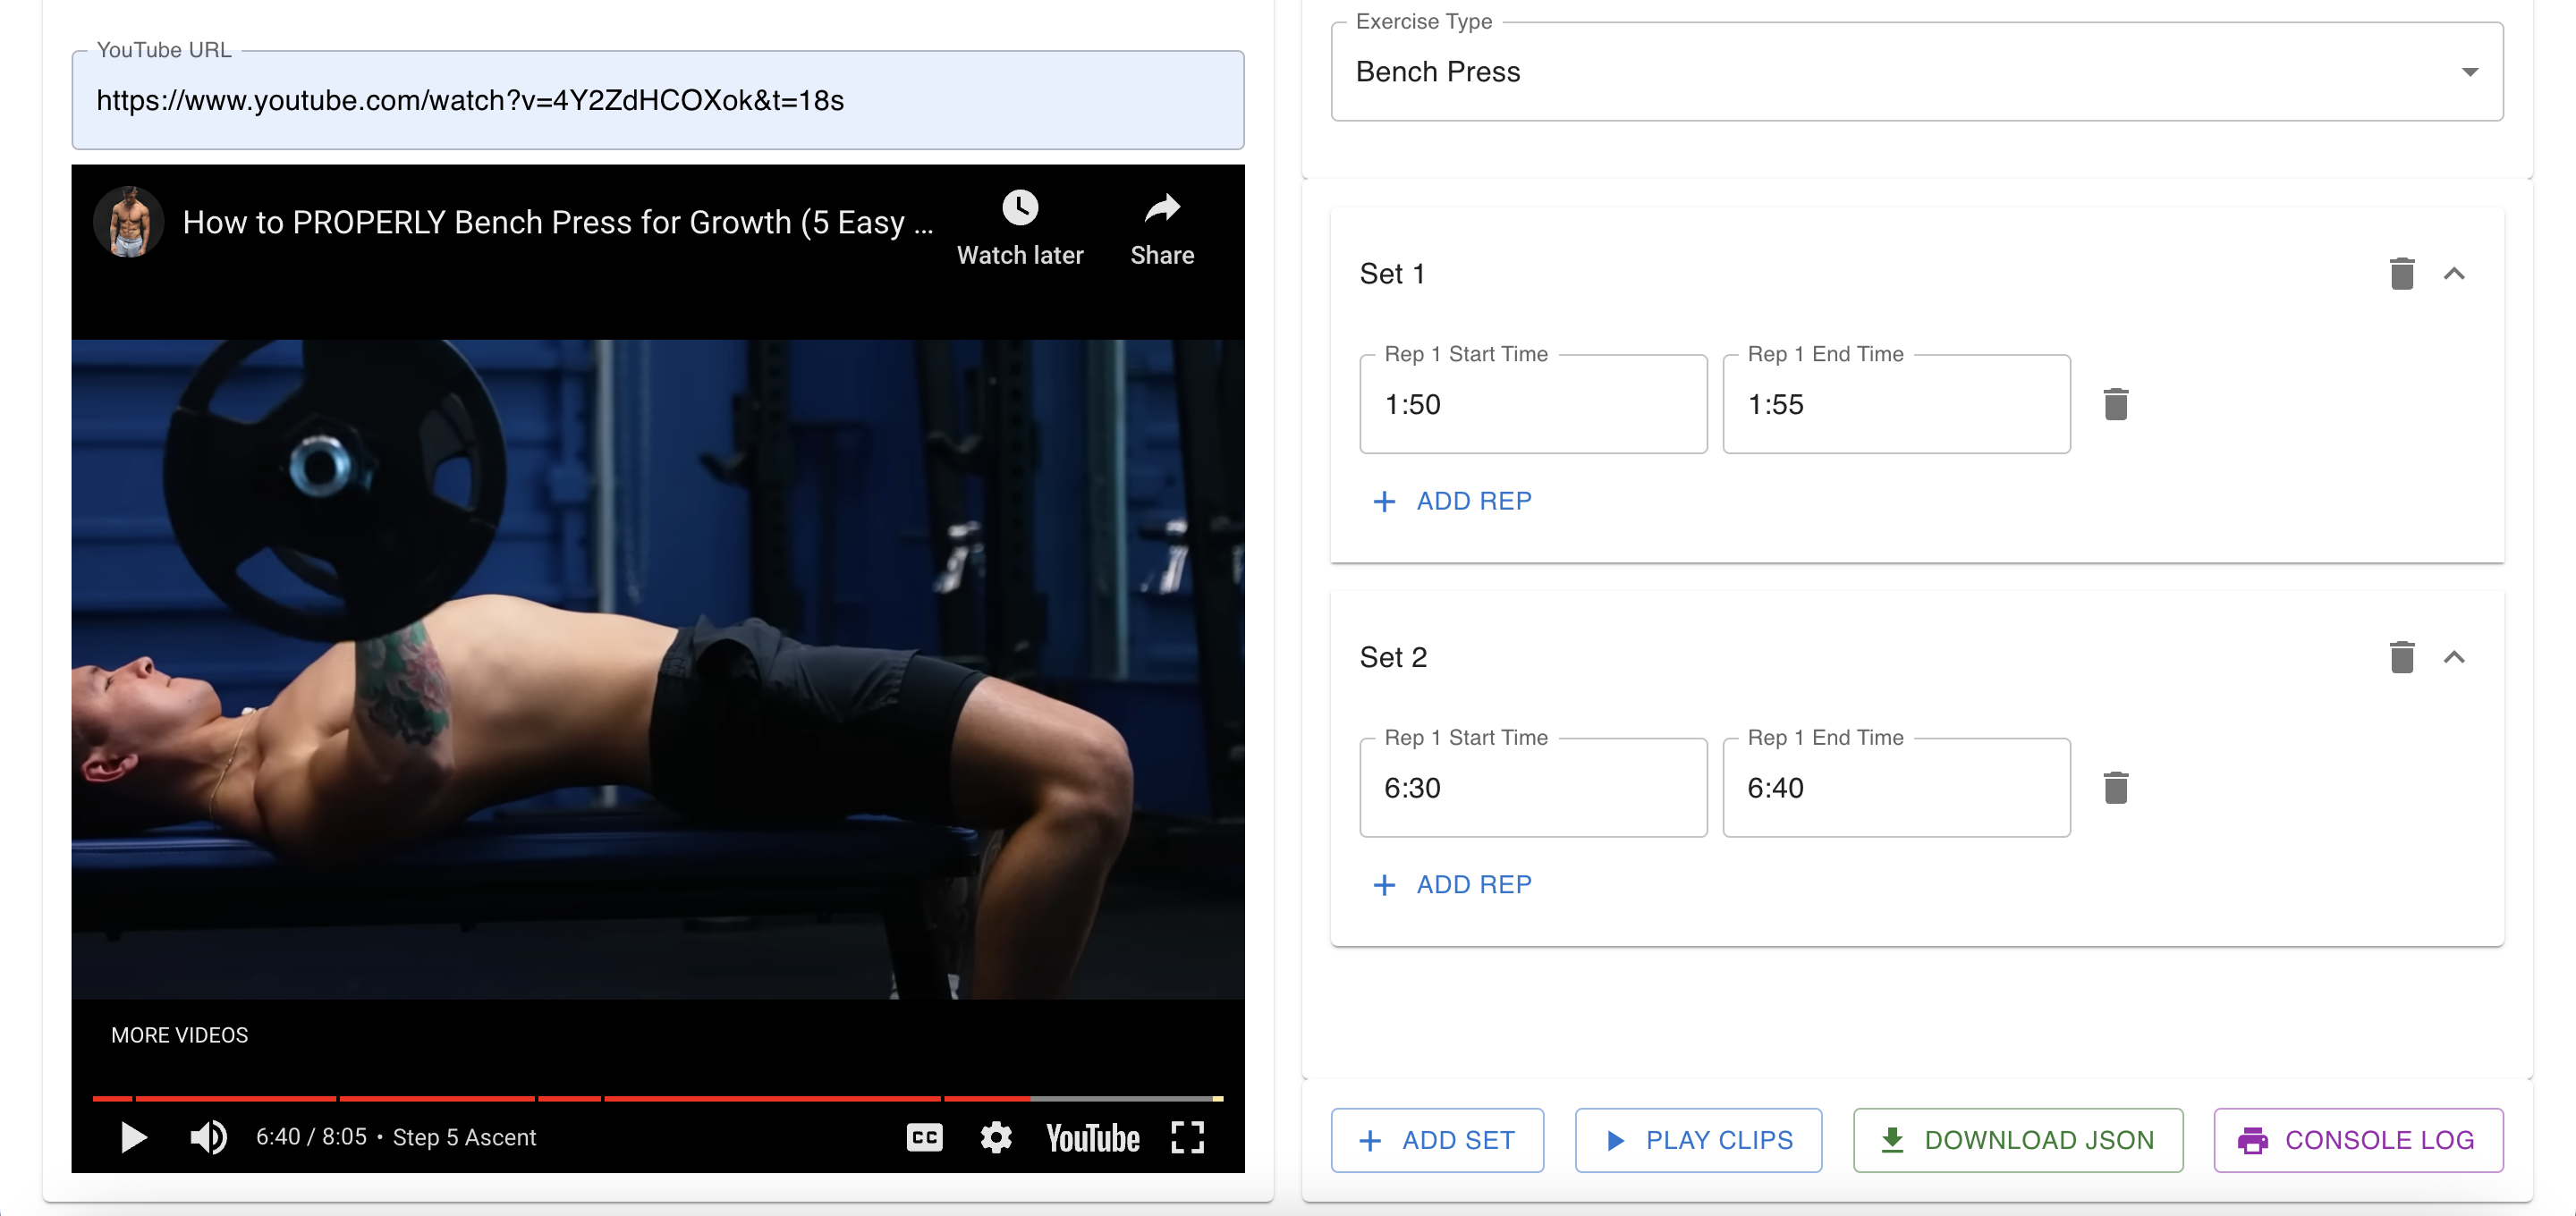 YouTube URL
https://www.youtube.com/watch?v=4Y2ZdHCOXok&t=18s
How to PROPERLY Bench Press for Growth (5 Easy ...
Watch later
Share
MORE VIDEOS
6:40 / 8:05 • Step 5 Ascent
CC
YouTube
Exercise Type
Bench Press
Set 1
Rep 1 Start Time
1:50
Rep 1 End Time
1:55
+ ADD REP
Set 2
Rep 1 Start Time
6:30
Rep 1 End Time
6:40
+ ADD REP
+ ADD SET
PLAY CLIPS
DOWNLOAD JSON
CONSOLE LOG